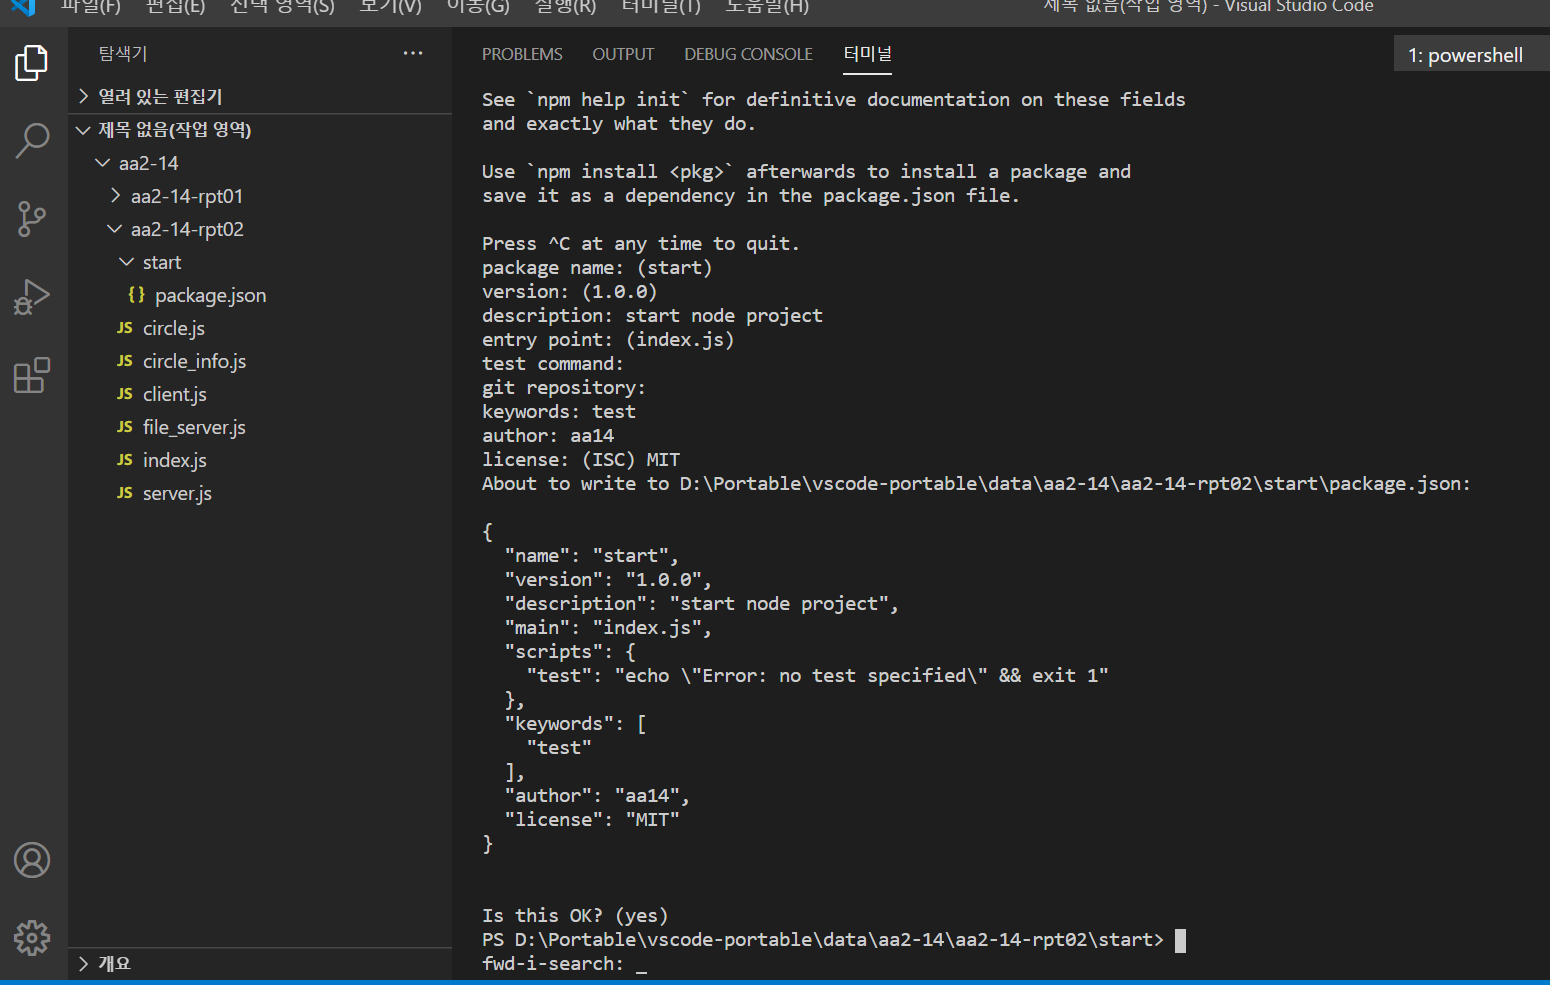 파일(F) 편집(E) 선택 영역(S) 보기(V) 이동(G) 실행(R) 터미널(T) 도움말(H) 제목 없음(작업 영역) - Visual Studio Code
탐색기 ...
열려 있는 편집기
제목 없음(작업 영역)
aa2-14
aa2-14-rpt01
aa2-14-rpt02
start
{} package.json
JS circle.js
JS circle_info.js
JS client.js
JS file_server.js
JS index.js
JS server.js
개요
PROBLEMS OUTPUT DEBUG CONSOLE 터미널 1: powershell
See `npm help init` for definitive documentation on these fields
and exactly what they do.
Use `npm install <pkg>` afterwards to install a package and
save it as a dependency in the package.json file.
Press ^C at any time to quit.
package name: (start)
version: (1.0.0)
description: start node project
entry point: (index.js)
test command:
git repository:
keywords: test
author: aa14
license: (ISC) MIT
About to write to D:\Portable\vscode-portable\data\aa2-14\aa2-14-rpt02\start\package.json:
{
"name": "start",
"version": "1.0.0",
"description": "start node project",
"main": "index.js",
"scripts": {
"test": "echo \"Error: no test specified\" && exit 1"
},
"keywords": [
"test"
],
"author": "aa14",
"license": "MIT"
}
Is this OK? (yes)
PS D:\Portable\vscode-portable\data\aa2-14\aa2-14-rpt02\start>
fwd-i-search: _